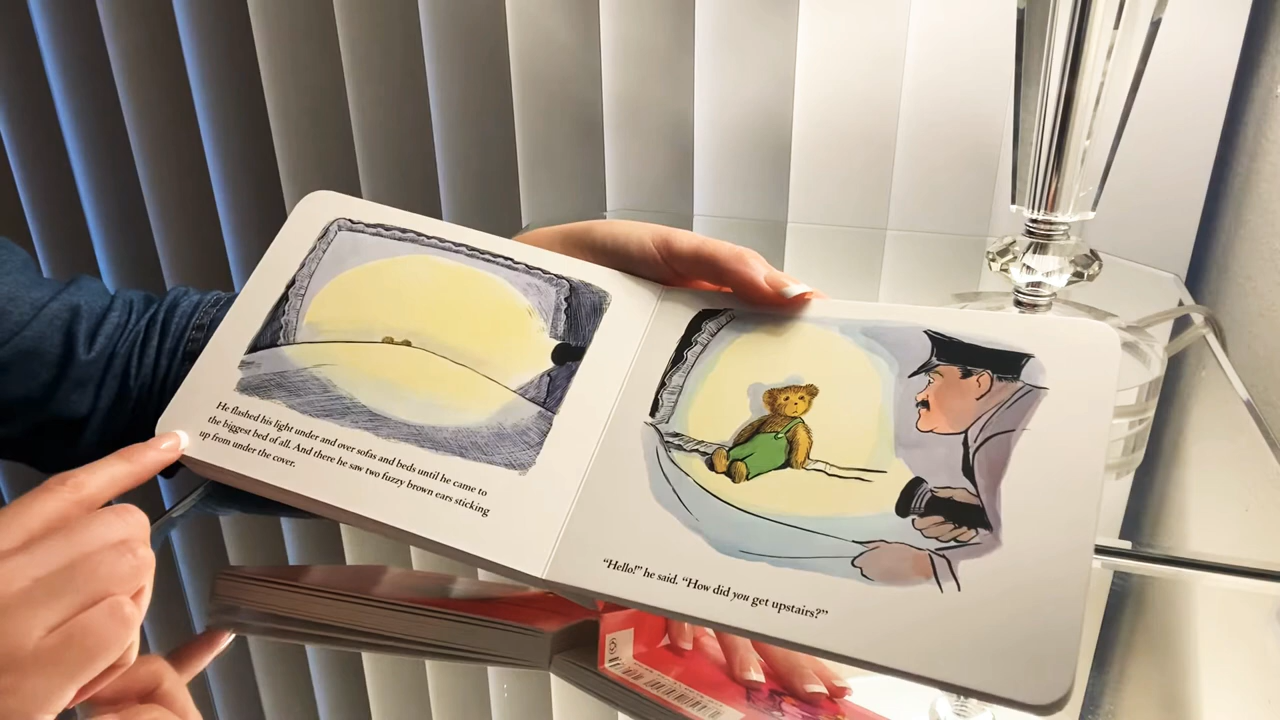 He flashed his light under and over sofas and beds until he came to
the biggest bed of all. And there he saw two fuzzy brown ears sticking
up from under the cover.
“Hello!” he said. “How did you get upstairs?”